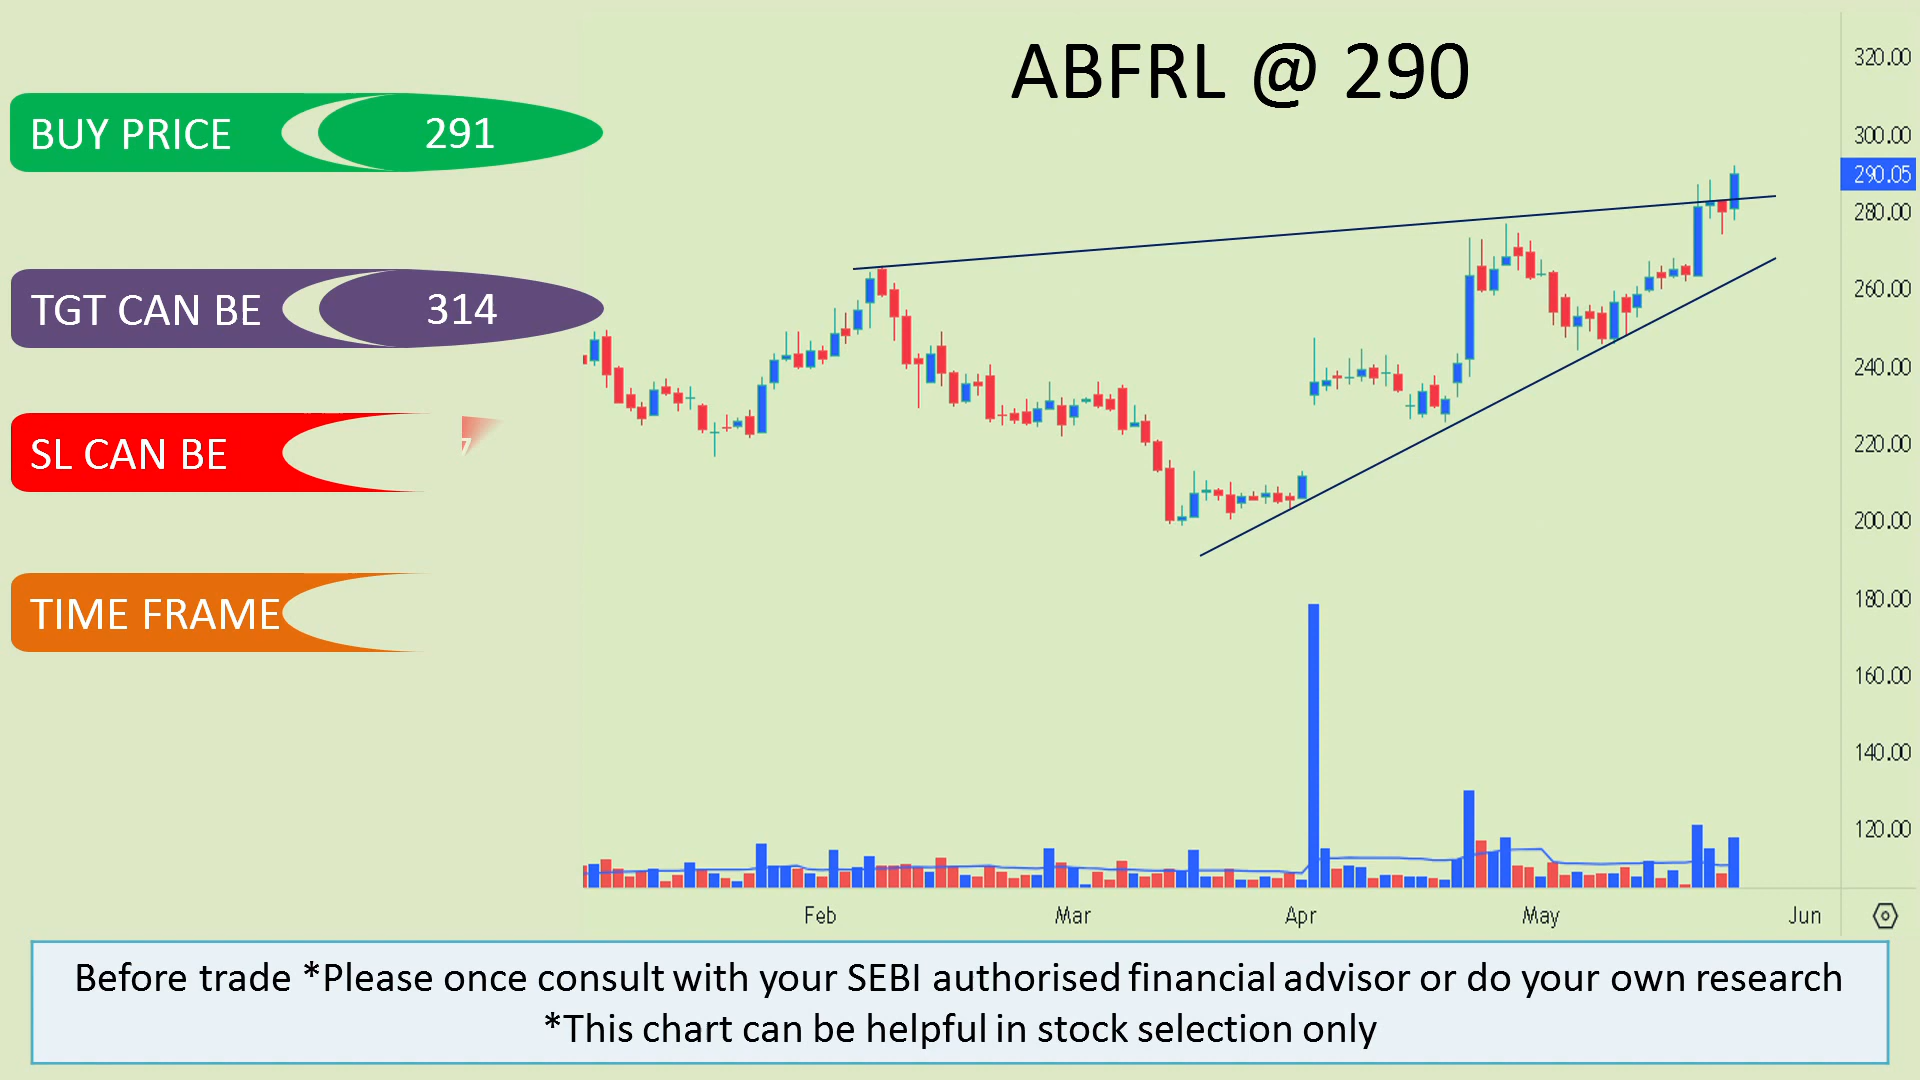 ABFRL @ 290
BUY PRICE 291
TGT CAN BE 314
SL CAN BE
TIME FRAME
320.00
300.00
290.05
280.00
260.00
240.00
220.00
200.00
180.00
160.00
140.00
120.00
Feb Mar Apr May Jun
Before trade *Please once consult with your SEBI authorised financial advisor or do your own research
*This chart can be helpful in stock selection only